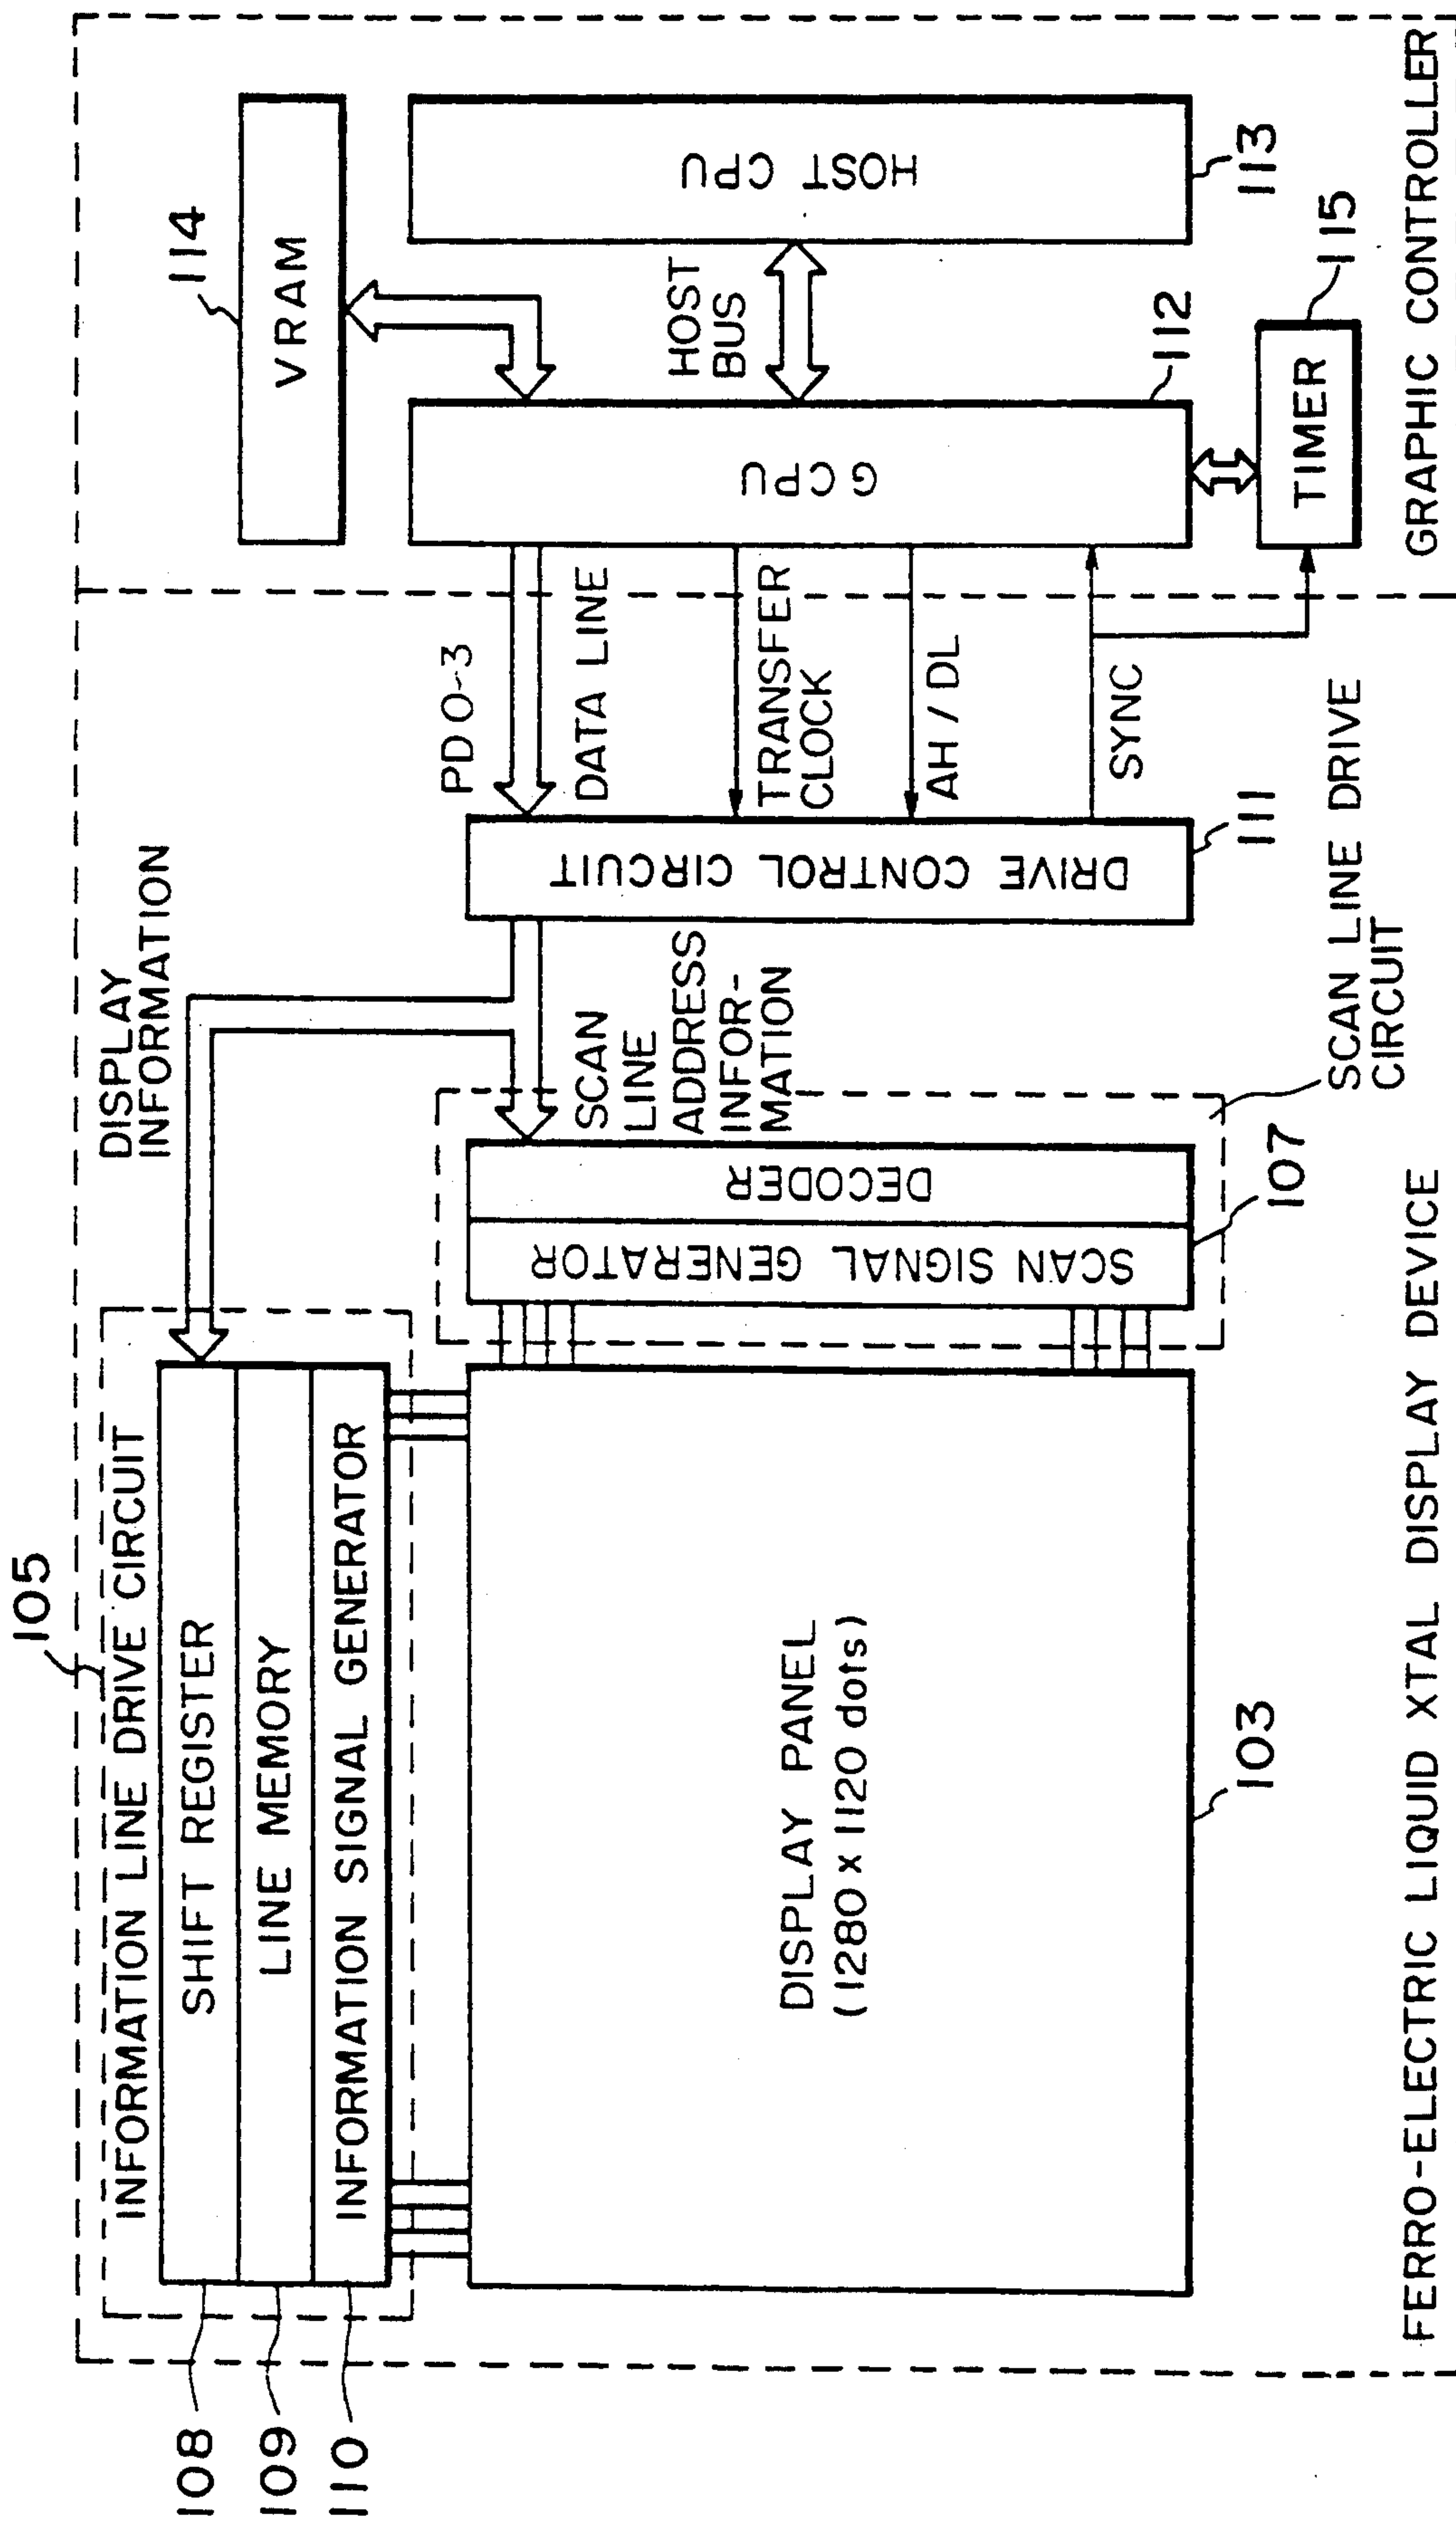 105
INFORMATION LINE DRIVE CIRCUIT
108
SHIFT REGISTER
109
LINE MEMORY
110
INFORMATION SIGNAL GENERATOR
DISPLAY
INFORMATION
114
VRAM
DISPLAY PANEL
(1280 x 1120 dots)
103
SCAN SIGNAL GENERATOR
DECODER
107
SCAN LINE DRIVE
CIRCUIT
SCAN
LINE
ADDRESS
INFOR-
MATION
DRIVE CONTROL CIRCUIT
111
PD0-3
DATA LINE
TRANSFER
CLOCK
AH / DL
SYNC
GCPU
112
HOST
BUS
HOST CPU
113
TIMER
115
FERRO-ELECTRIC LIQUID XTAL DISPLAY DEVICE
GRAPHIC CONTROLLER